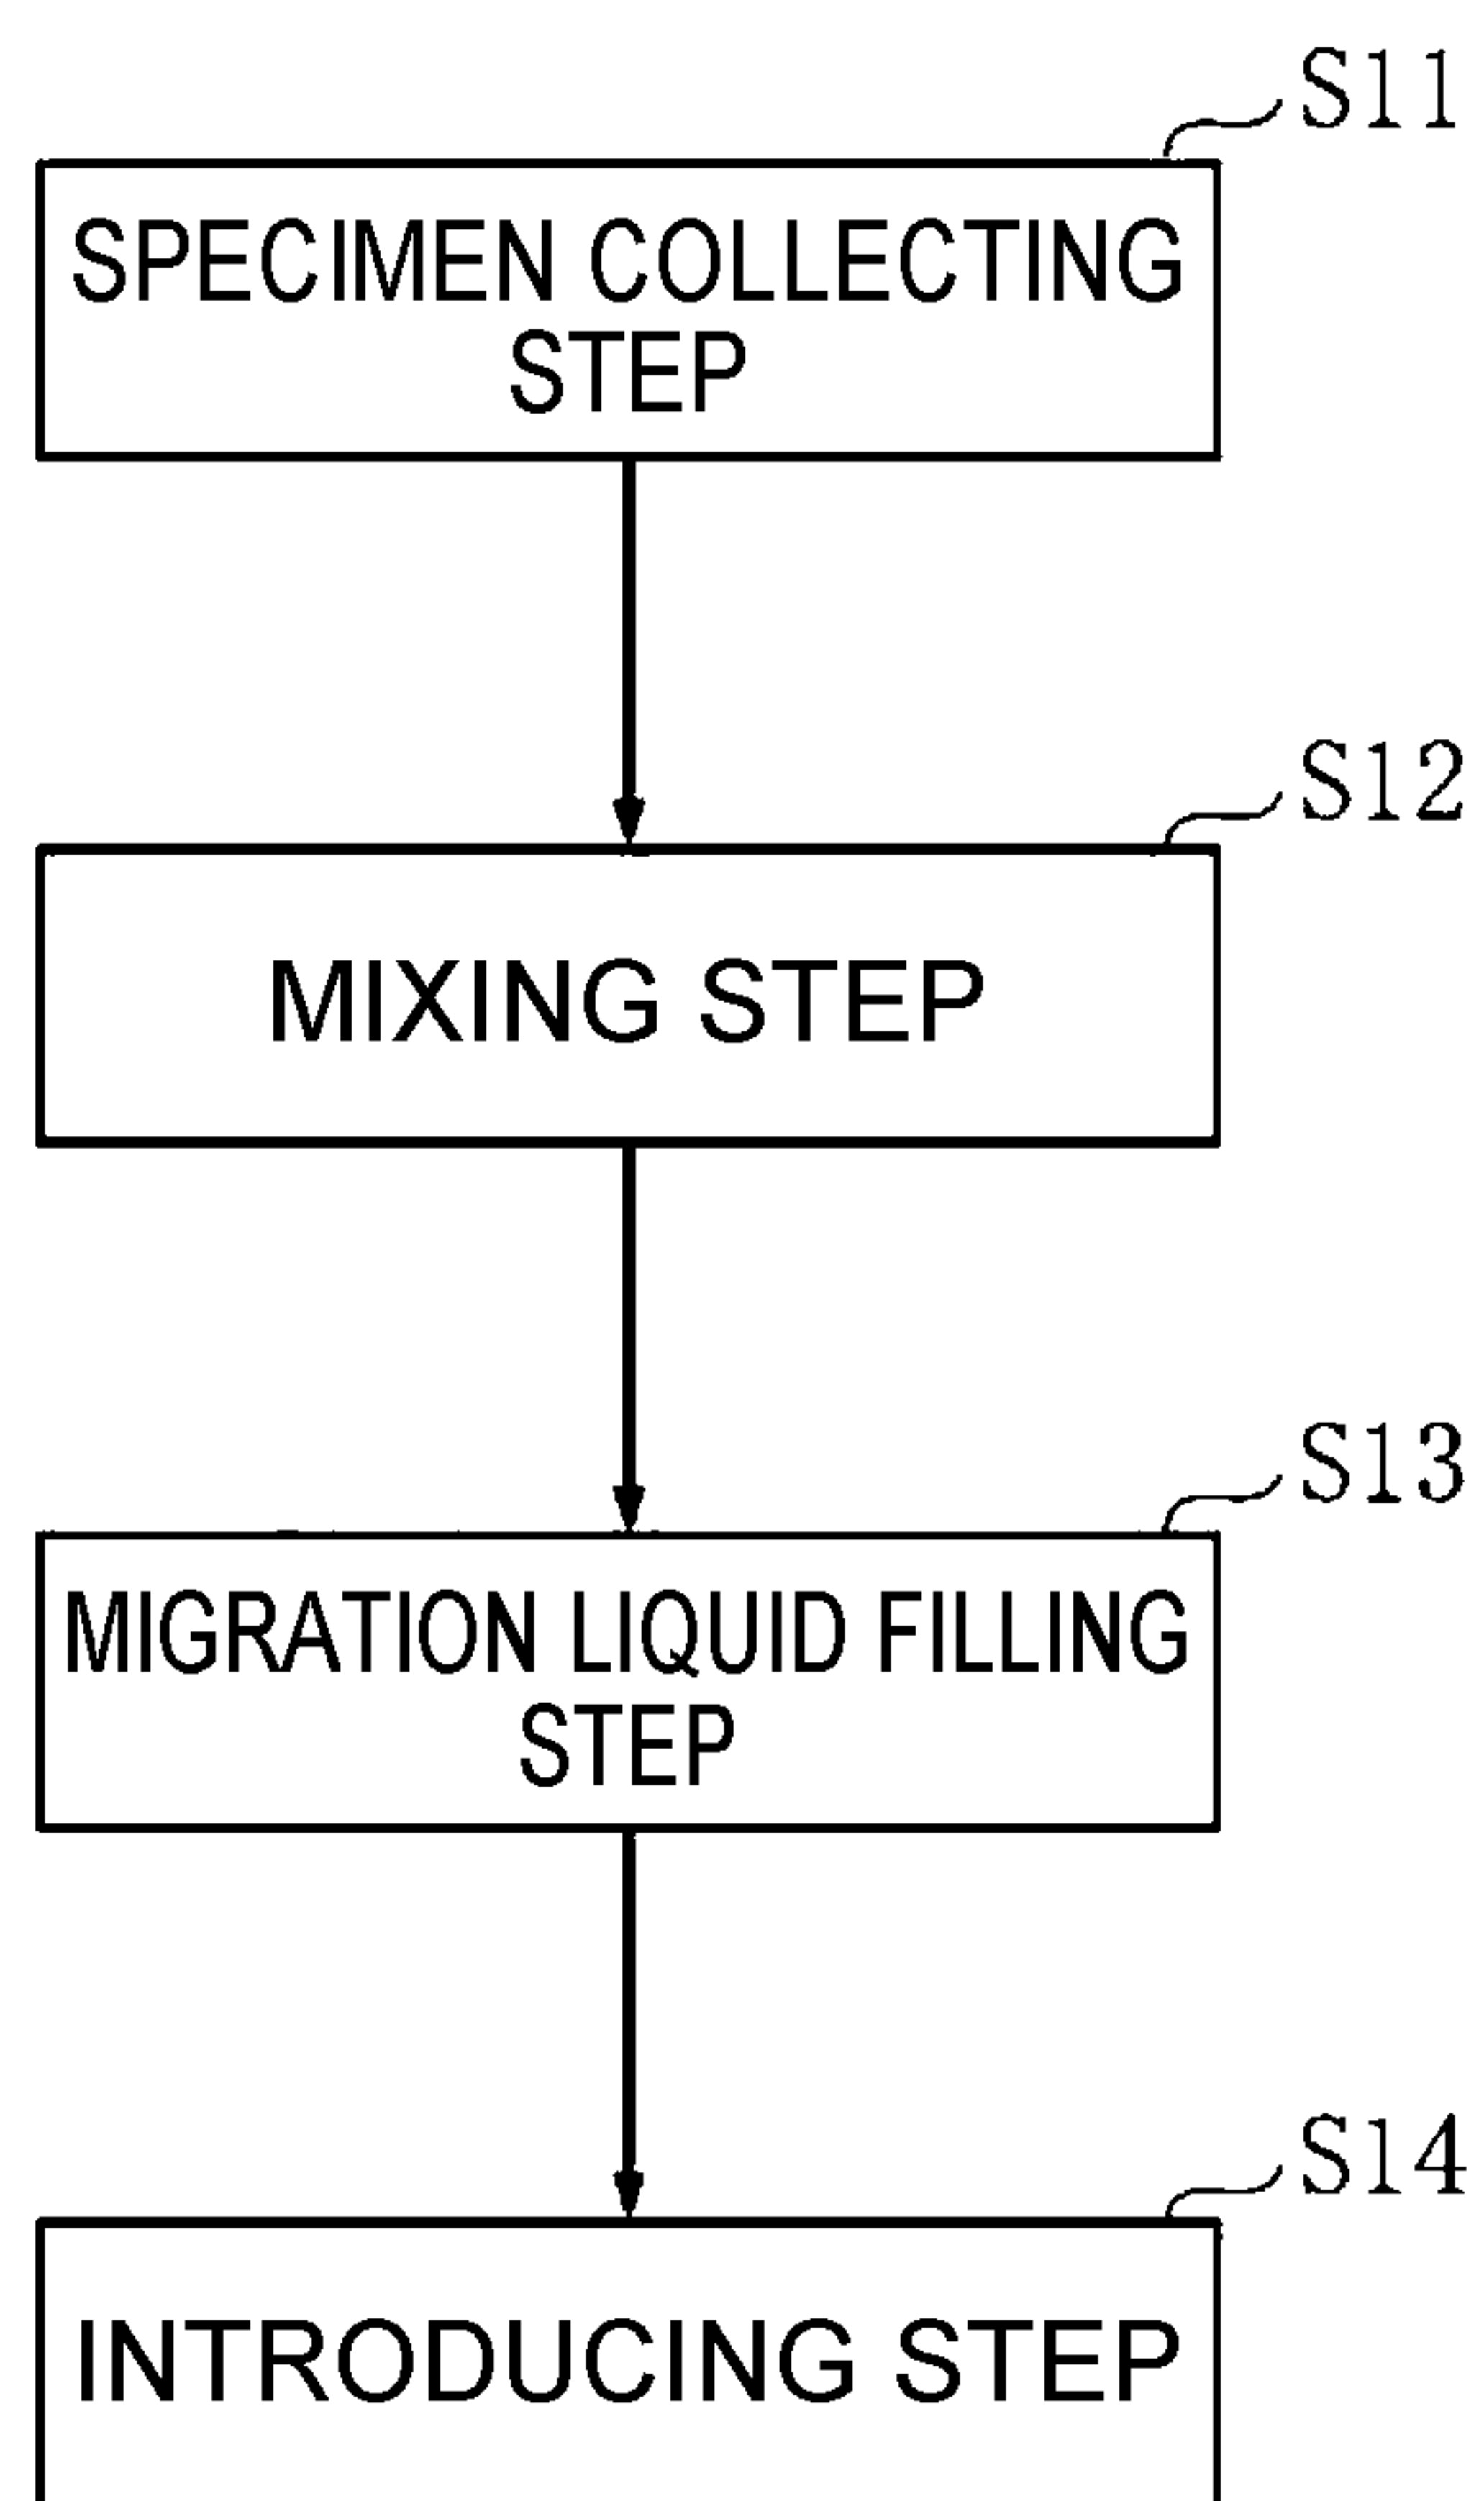 S11
SPECIMEN COLLECTING
STEP
S12
MIXING STEP
S13
MIGRATION LIQUID FILLING
STEP
S14
INTRODUCING STEP